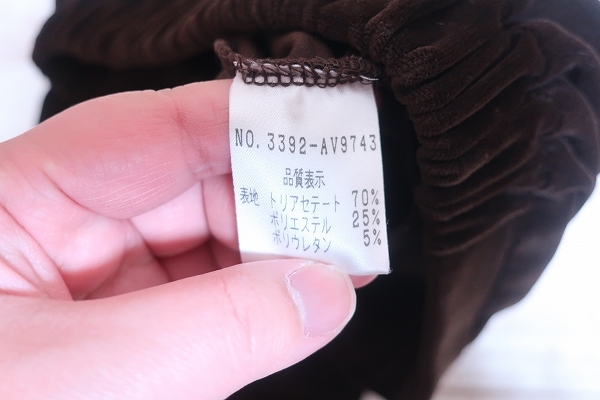 NO. 3392-AV9743
品質表示
表地 トリアセテート 70%
ポリエステル 25%
ポリウレタン 5%